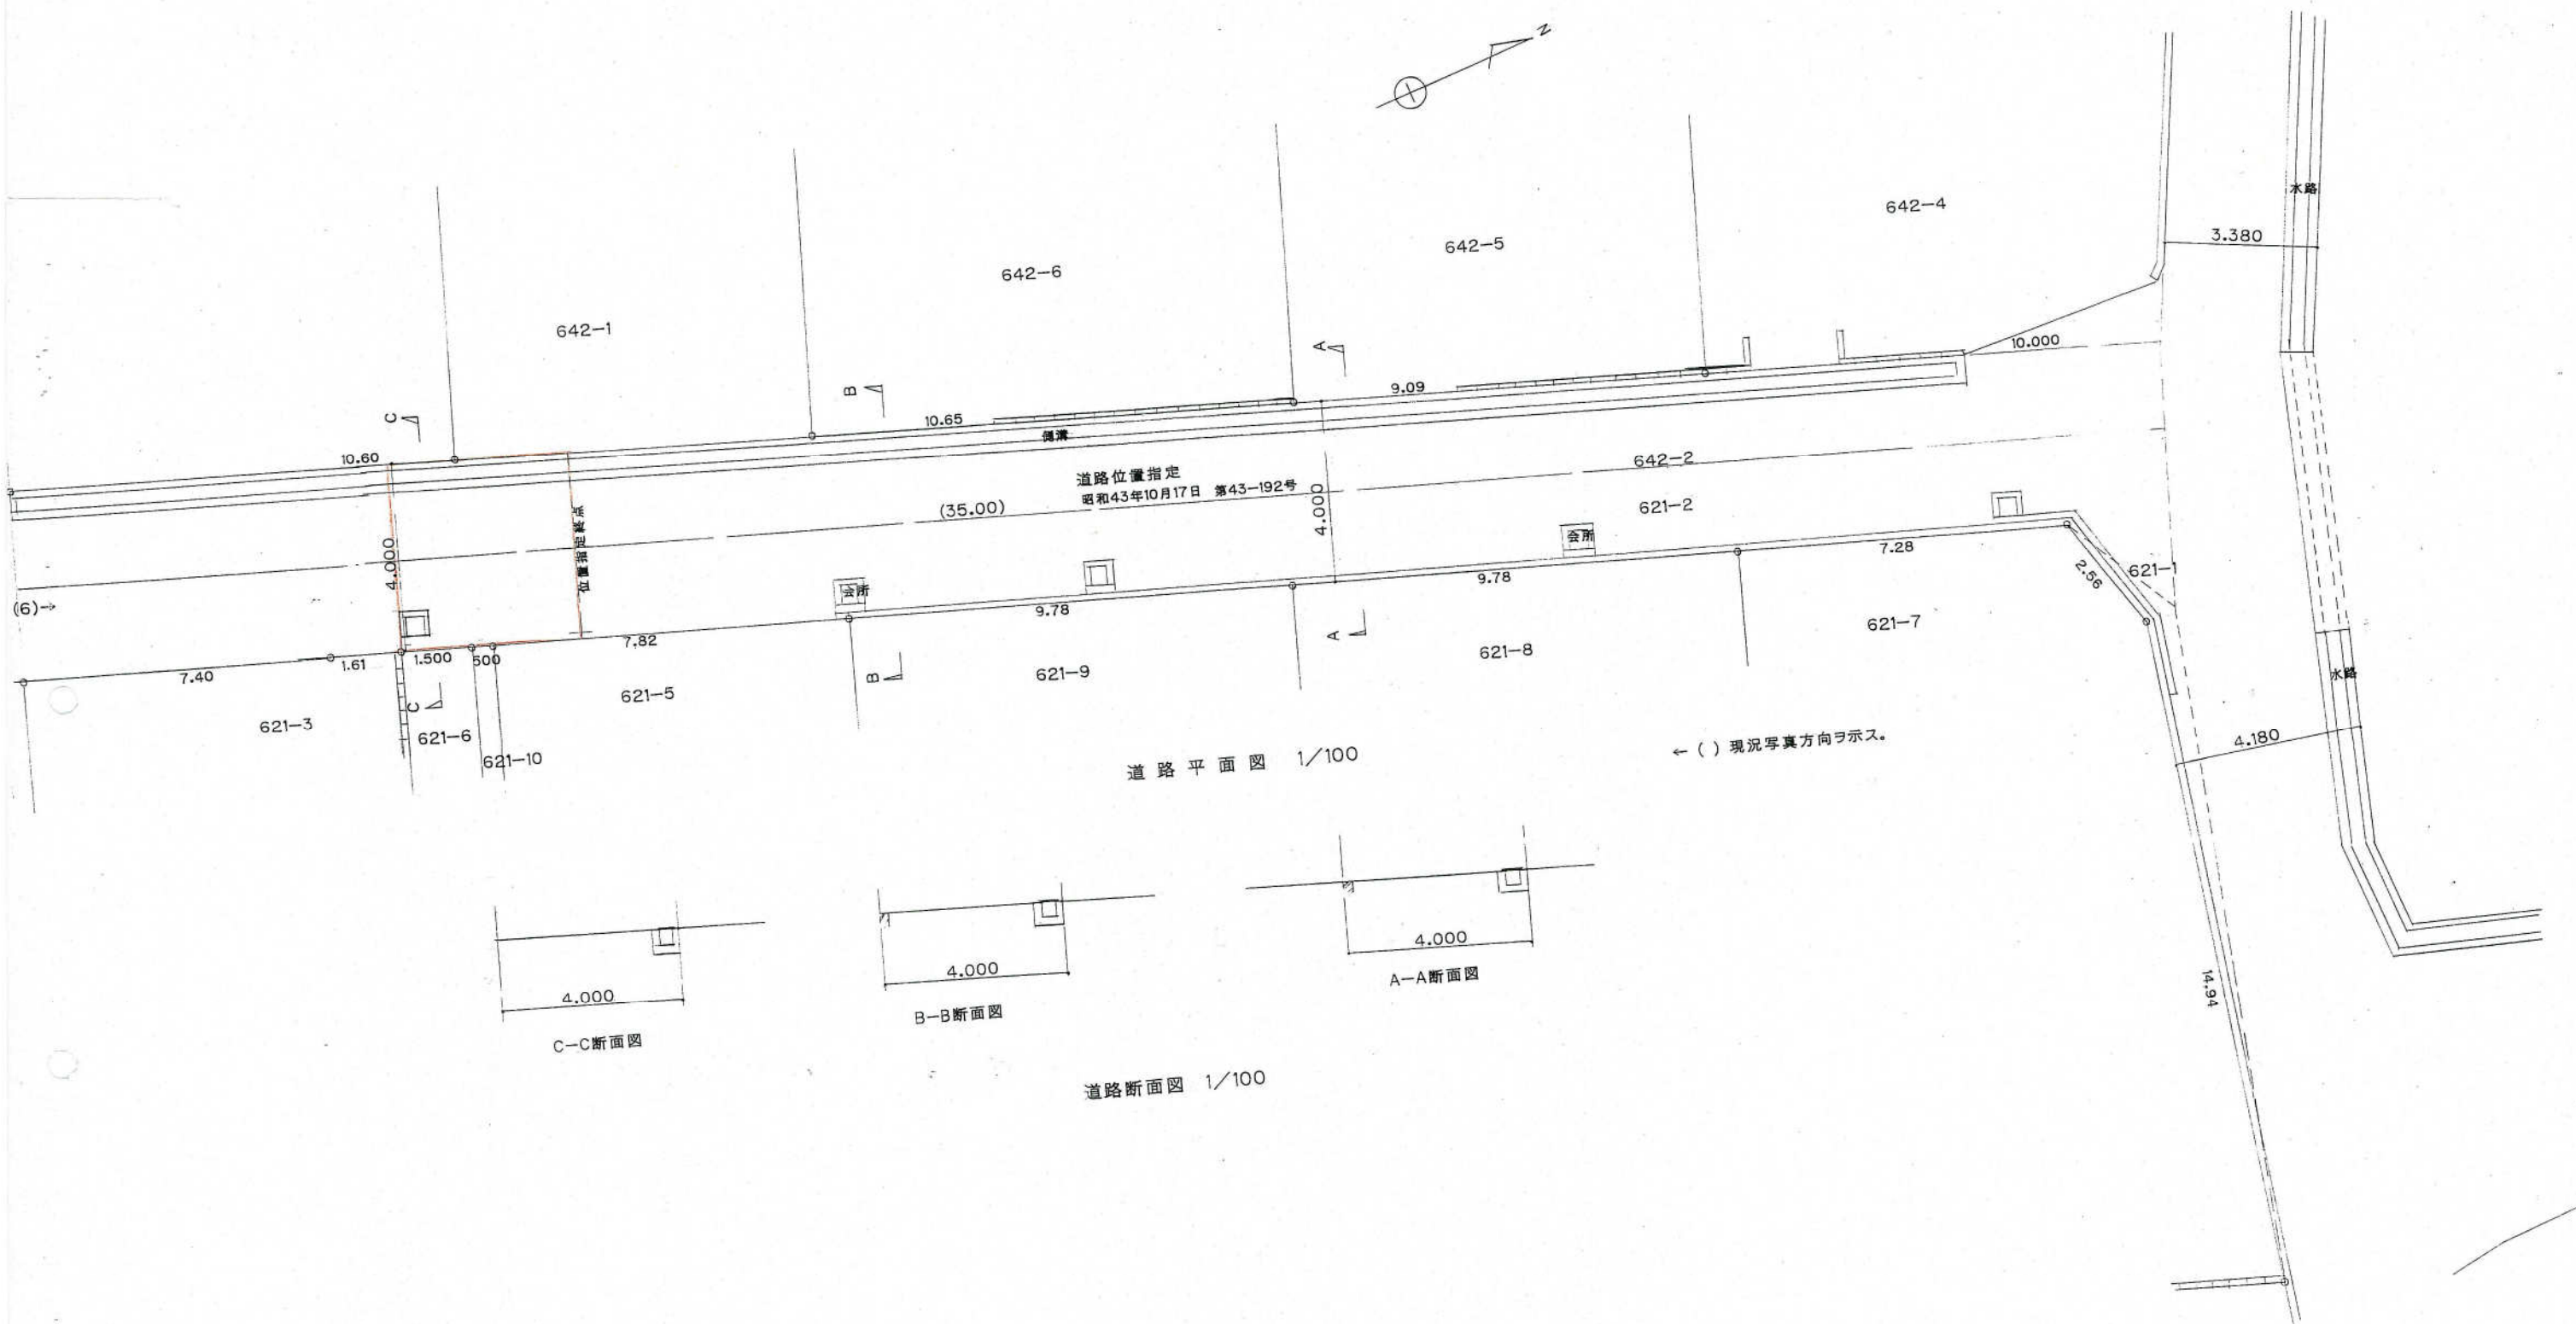 N
水路
642-4
3.380
642-5
642-6
642-1
10.000
A
9.09
B
10.65
側溝
C
10.60
道路位置指定
昭和43年10月17日 第43-192号
642-2
(35.00)
4.000
621-2
位置指定終点
4.000
会所
会所
7.28
2.56
621-1
(6)→
9.78
9.78
7.82
1.500
500
1.61
7.40
A
B
C
621-7
621-8
621-9
621-5
621-3
621-6
621-10
水路
4.180
道路平面図 1/100
←( )現況写真方向ヲ示ス。
4.000
A-A断面図
4.000
B-B断面図
4.000
C-C断面図
14.94
道路断面図 1/100